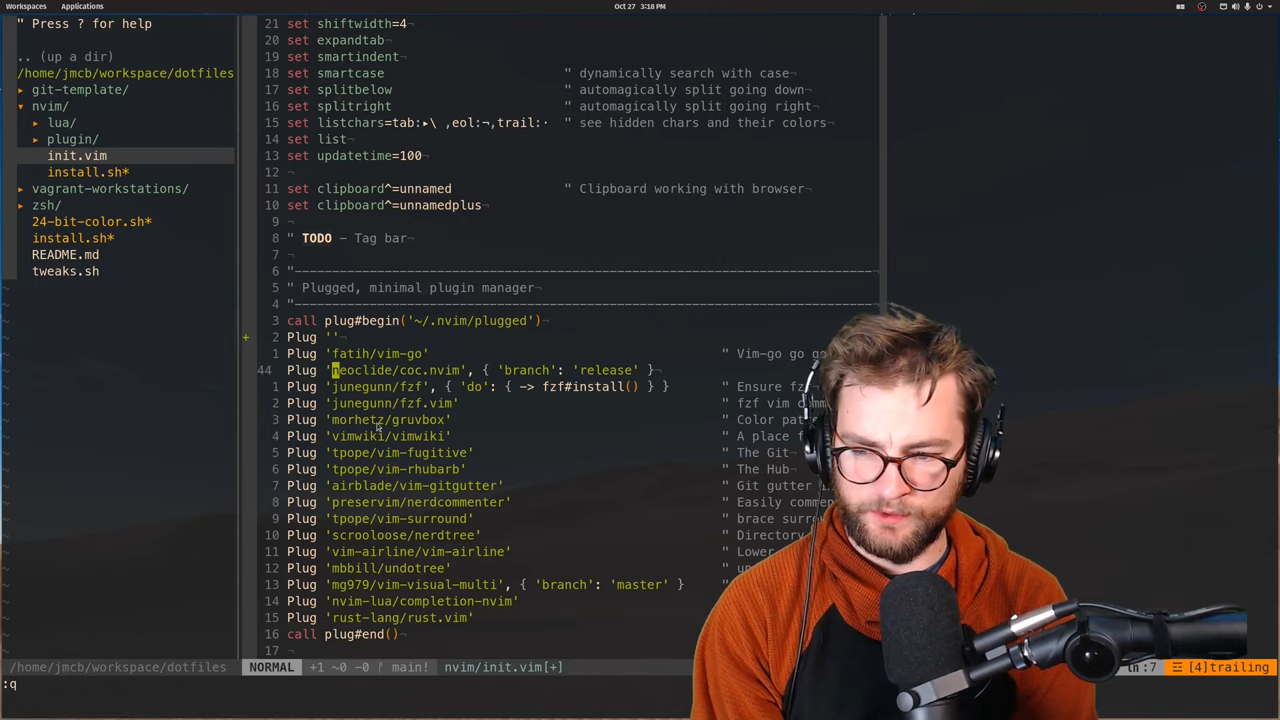 Workspaces Applications Oct 27 3:18 PM
" Press ? for help
.. (up a dir)
/home/jmcb/workspace/dotfiles
▸ git-template/
▾ nvim/
▸ lua/
▸ plugin/
init.vim
install.sh*
▸ vagrant-workstations/
▸ zsh/
24-bit-color.sh*
install.sh*
README.md
tweaks.sh
21 set shiftwidth=4
20 set expandtab¬
19 set smartindent¬
18 set smartcase " dynamically search with case¬
17 set splitbelow " automagically split going down¬
16 set splitright " automagically split going right¬
15 set listchars=tab:▸\ ,eol:¬,trail:· " see hidden chars and their colors¬
14 set list¬
13 set updatetime=100¬
12 ¬
11 set clipboard^=unnamed " Clipboard working with browser¬
10 set clipboard^=unnamedplus¬
9 ¬
8 " TODO - Tag bar¬
7 ¬
6 "------------------------------------------------------------------------------¬
5 " Plugged, minimal plugin manager¬
4 "------------------------------------------------------------------------------
3 call plug#begin('~/.nvim/plugged')¬
+ 2 Plug ''¬
1 Plug 'fatih/vim-go' " Vim-go go go
44 Plug 'neoclide/coc.nvim', { 'branch': 'release' }¬
1 Plug 'junegunn/fzf', { 'do': { -> fzf#install() } } " Ensure fz
2 Plug 'junegunn/fzf.vim' " fzf vim com
3 Plug 'morhetz/gruvbox' " Color pa
4 Plug 'vimwiki/vimwiki' " A place f
5 Plug 'tpope/vim-fugitive' " The Git¬
6 Plug 'tpope/vim-rhubarb' " The Hub¬
7 Plug 'airblade/vim-gitgutter' " Git gutter
8 Plug 'preservim/nerdcommenter' " Easily commen
9 Plug 'tpope/vim-surround' " brace surr
10 Plug 'scrooloose/nerdtree' " Directory
11 Plug 'vim-airline/vim-airline' " Lower
12 Plug 'mbbill/undotree' "
13 Plug 'mg979/vim-visual-multi', { 'branch': 'master' } "
14 Plug 'nvim-lua/completion-nvim'¬
15 Plug 'rust-lang/rust.vim'¬
16 call plug#end()¬
17 ¬
/home/jmcb/workspace/dotfiles NORMAL +1 ~0 -0 ᚠ main! nvim/init.vim[+] ㏑:7 ☲ [4]trailing
:q